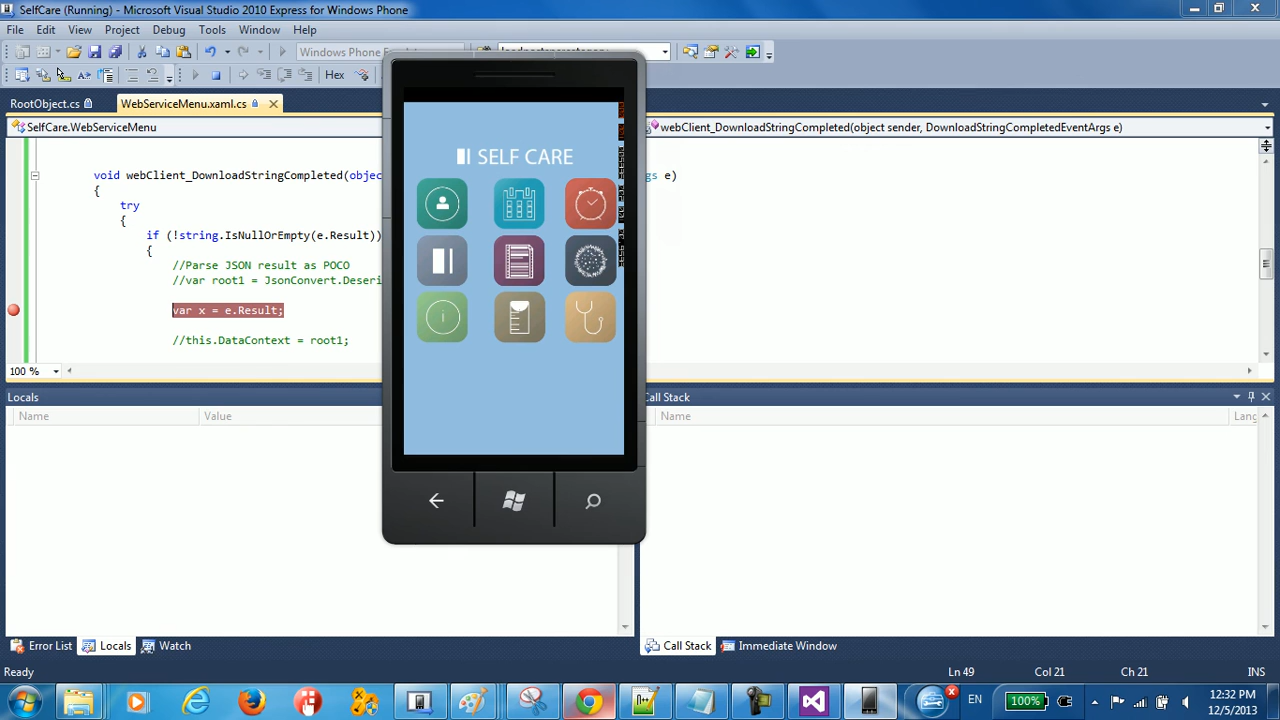 SelfCare (Running) - Microsoft Visual Studio 2010 Express for Windows Phone
File Edit View Project Debug Tools Window Help
Windows Phone
Hex
RootObject.cs WebServiceMenu.xaml.cs
SelfCare.WebServiceMenu
webClient_DownloadStringCompleted(object sender, DownloadStringCompletedEventArgs e)
void webClient_DownloadStringCompleted(objec
gs e)
{
try
{
if (!string.IsNullOrEmpty(e.Result))
{
//Parse JSON result as POCO
//var root1 = JsonConvert.Deseri
var x = e.Result;
//this.DataContext = root1;
100 %
SELF CARE
i
Locals
Name Value
Call Stack
Name Lang
Error List Locals Watch
Call Stack Immediate Window
Ready
Ln 49 Col 21 Ch 21 INS
EN
100%
12:32 PM
12/5/2013